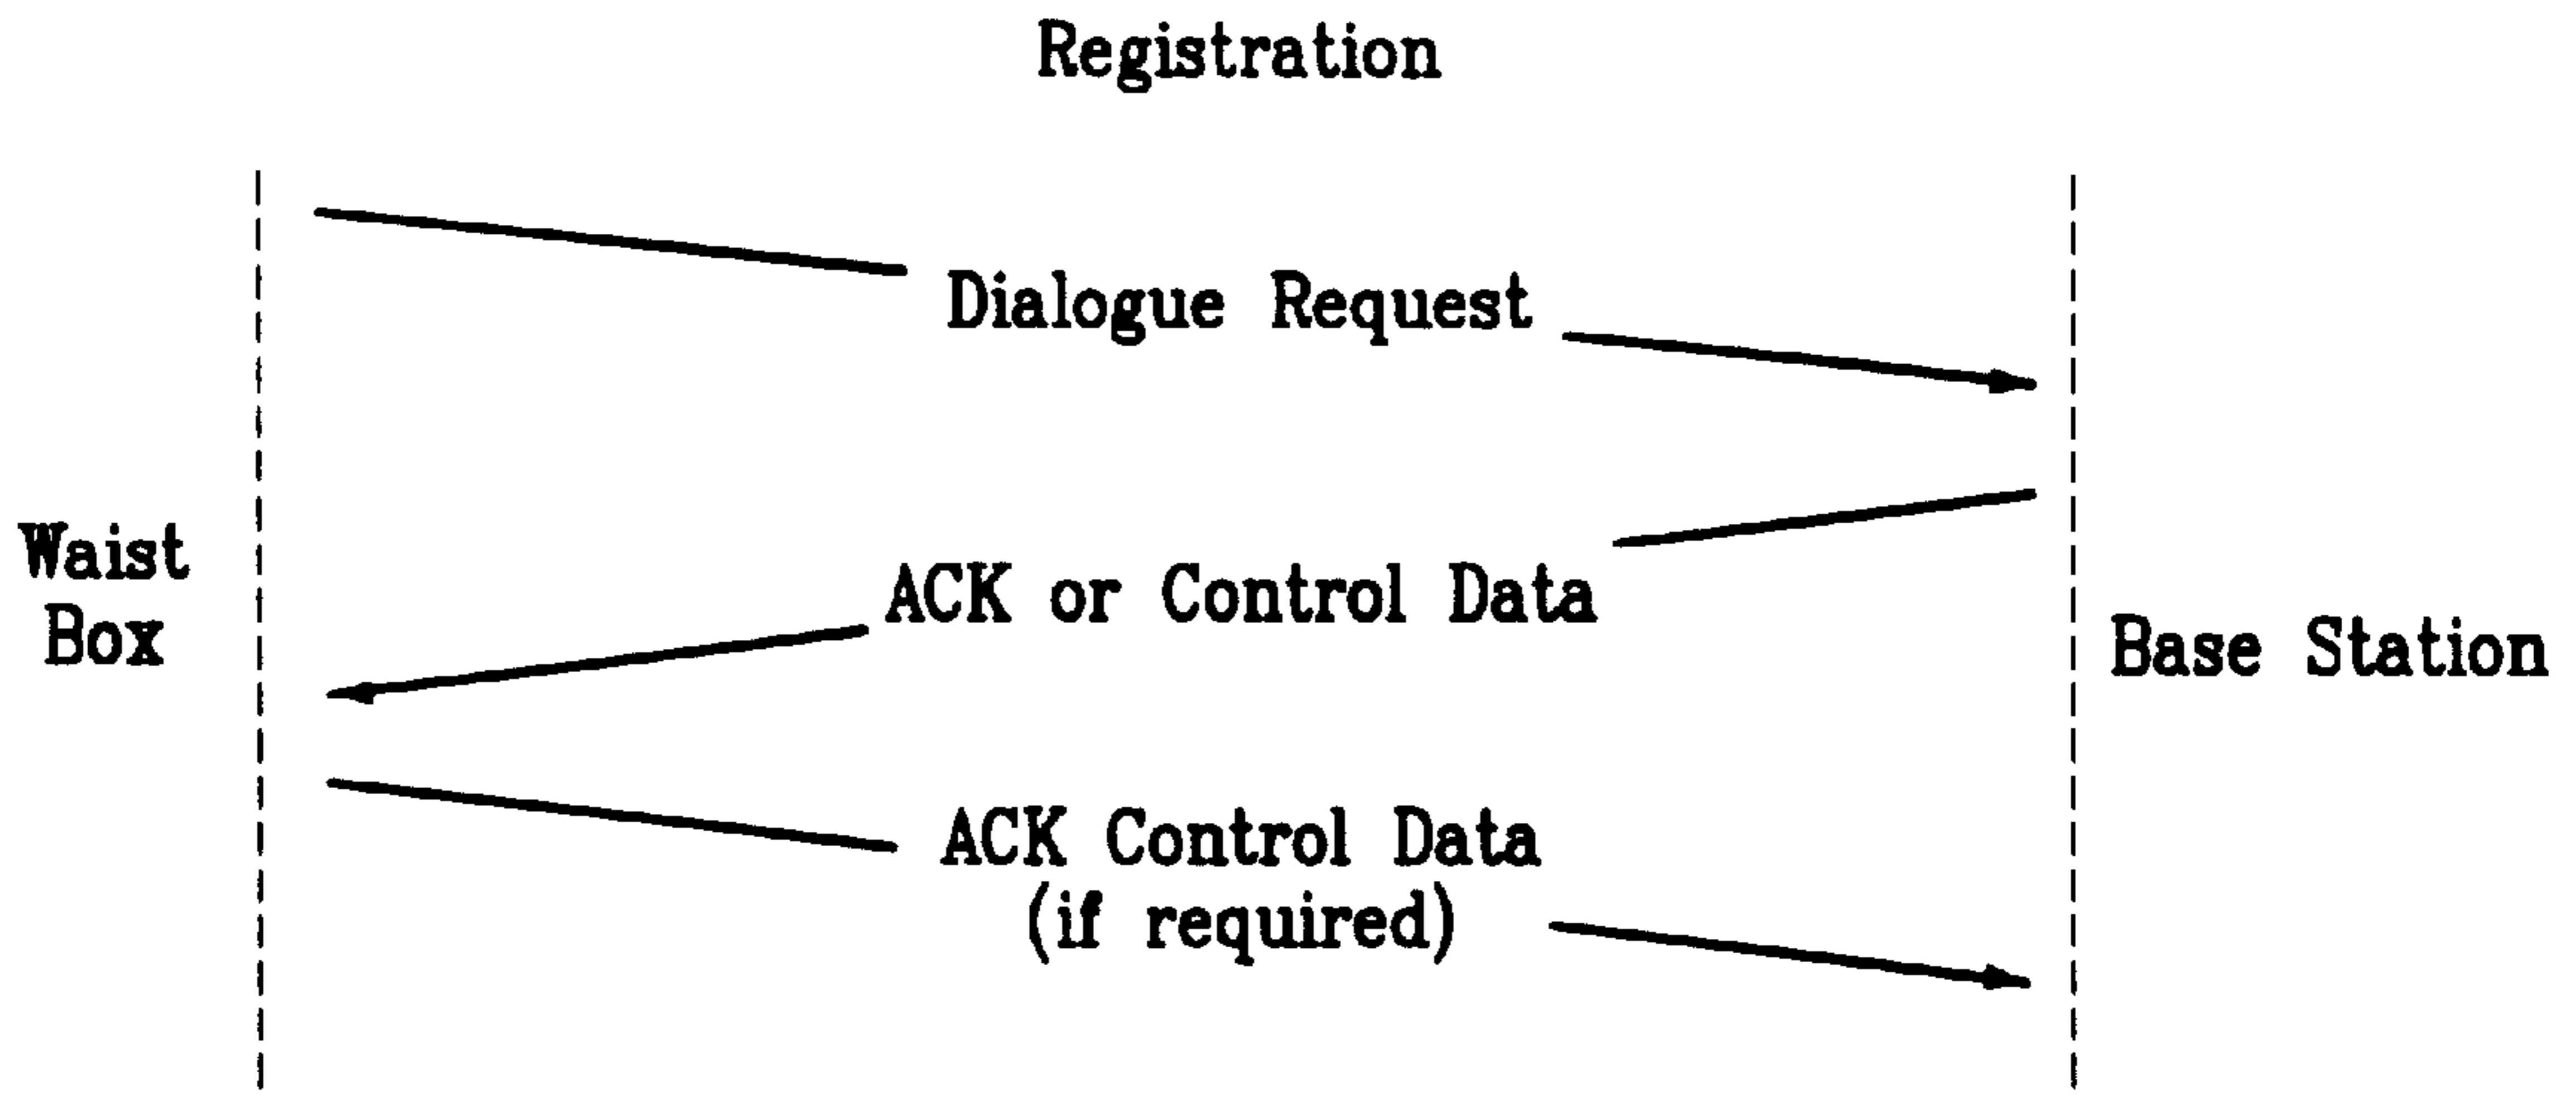 Registration
Dialogue Request
Waist
Box
ACK or Control Data
Base Station
ACK Control Data
(if required)